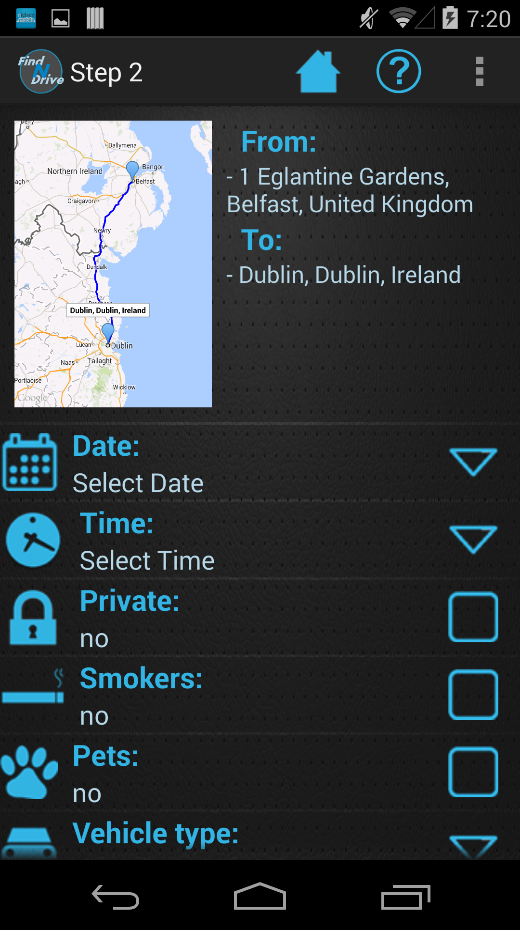 7:20
Find
N
Drive
Step 2
From:
- 1 Eglantine Gardens,
Belfast, United Kingdom
To:
- Dublin, Dublin, Ireland
Ballymena
Northern Ireland
Bangor
Belfast
Craigavon
Newry
Dundalk
Dublin, Dublin, Ireland
Lucan
Dublin
Tallaght
Naas
Portlaoise
Wicklow
Google
Date:
Select Date
Time:
Select Time
Private:
no
Smokers:
no
Pets:
no
Vehicle type: